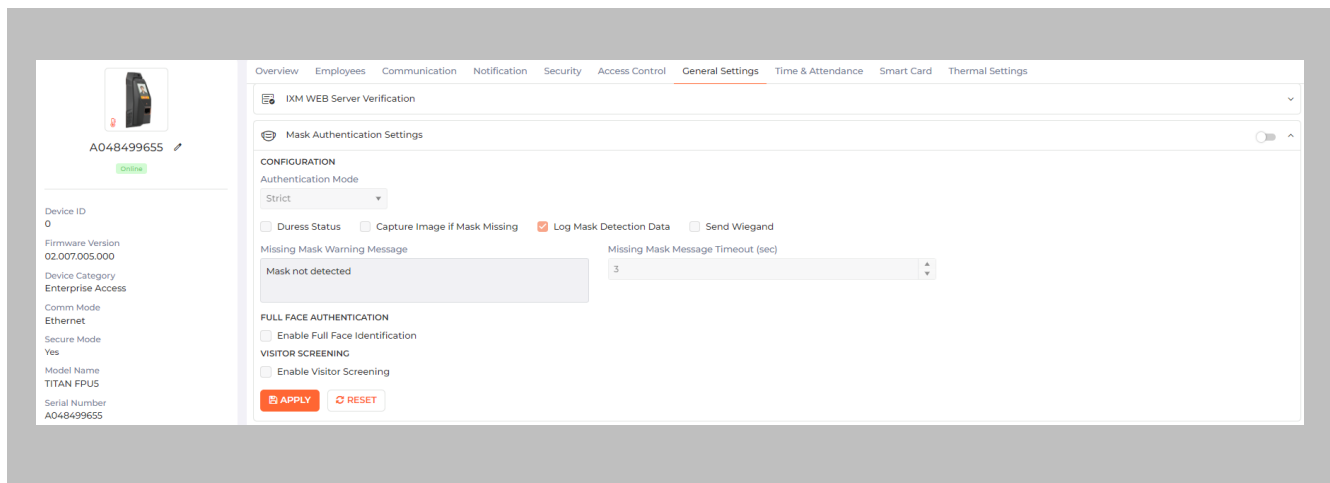 Overview Employees Communication Notification Security Access Control General Settings Time & Attendance Smart Card Thermal Settings
IXM WEB Server Verification
Mask Authentication Settings
A048499655
Online
Device ID
0
Firmware Version
02.007.005.000
Device Category
Enterprise Access
Comm Mode
Ethernet
Secure Mode
Yes
Model Name
TITAN FPU5
Serial Number
A048499655
CONFIGURATION
Authentication Mode
Strict
Duress Status Capture Image if Mask Missing Log Mask Detection Data Send Wiegand
Missing Mask Warning Message Missing Mask Message Timeout (sec)
Mask not detected 3
FULL FACE AUTHENTICATION
Enable Full Face Identification
VISITOR SCREENING
Enable Visitor Screening
APPLY RESET